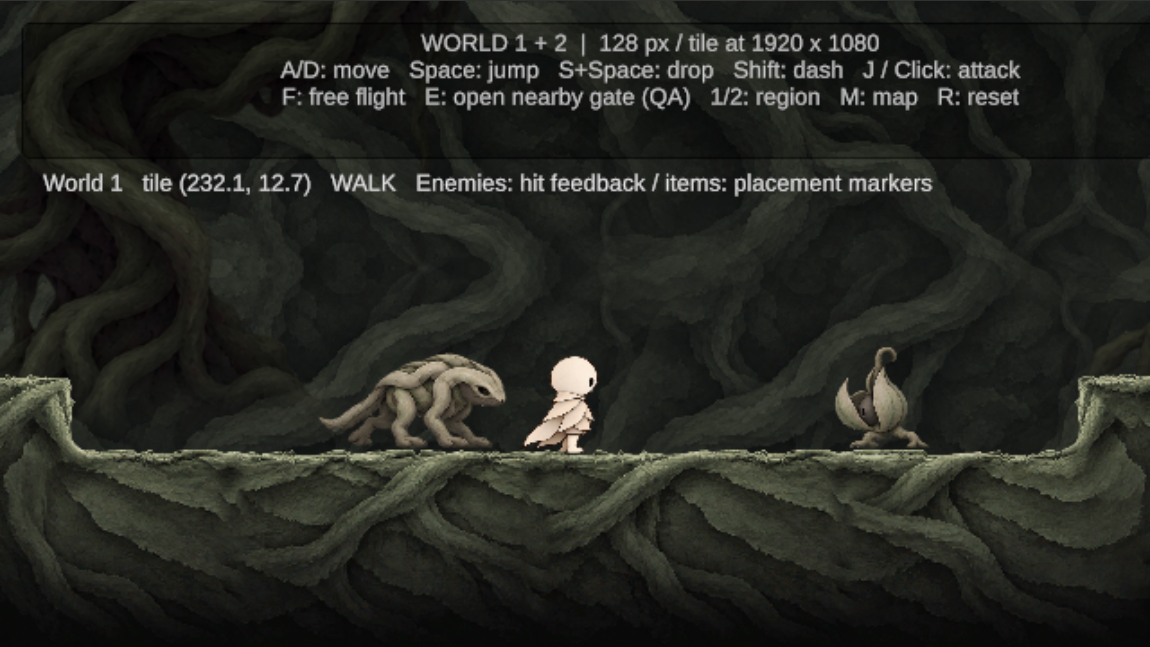 WORLD 1 + 2 | 128 px / tile at 1920 x 1080
A/D: move Space: jump S+Space: drop Shift: dash J / Click: attack
F: free flight E: open nearby gate (QA) 1/2: region M: map R: reset
World 1 tile (232.1, 12.7) WALK Enemies: hit feedback / items: placement markers